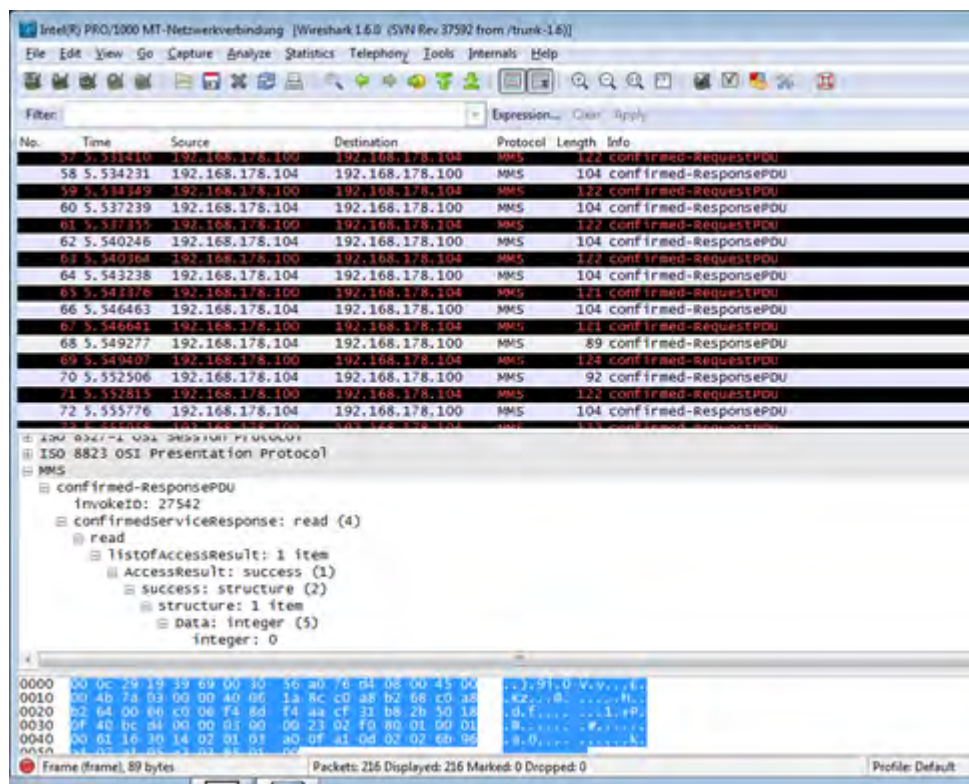 Intel(R) PRO/1000 MT-Netzwerkverbindung [Wireshark 1.6.0 (SVN Rev 37592 from /trunk-1.6)]
File Edit View Go Capture Analyze Statistics Telephony Tools Internals Help
Filter: Expression... Clear Apply
No. Time Source Destination Protocol Length Info
57 5.531410 192.168.178.100 192.168.178.104 MMS 122 confirmed-RequestPDU
58 5.534231 192.168.178.104 192.168.178.100 MMS 104 confirmed-ResponsePDU
59 5.534349 192.168.178.100 192.168.178.104 MMS 122 confirmed-RequestPDU
60 5.537239 192.168.178.104 192.168.178.100 MMS 104 confirmed-ResponsePDU
61 5.537355 192.168.178.100 192.168.178.104 MMS 122 confirmed-RequestPDU
62 5.540246 192.168.178.104 192.168.178.100 MMS 104 confirmed-ResponsePDU
63 5.540364 192.168.178.100 192.168.178.104 MMS 122 confirmed-RequestPDU
64 5.543238 192.168.178.104 192.168.178.100 MMS 104 confirmed-ResponsePDU
65 5.543376 192.168.178.100 192.168.178.104 MMS 121 confirmed-RequestPDU
66 5.546463 192.168.178.104 192.168.178.100 MMS 104 confirmed-ResponsePDU
67 5.546641 192.168.178.100 192.168.178.104 MMS 121 confirmed-RequestPDU
68 5.549277 192.168.178.104 192.168.178.100 MMS 89 confirmed-ResponsePDU
69 5.549407 192.168.178.100 192.168.178.104 MMS 124 confirmed-RequestPDU
70 5.552506 192.168.178.104 192.168.178.100 MMS 92 confirmed-ResponsePDU
71 5.552815 192.168.178.100 192.168.178.104 MMS 122 confirmed-RequestPDU
72 5.555776 192.168.178.104 192.168.178.100 MMS 104 confirmed-ResponsePDU
ISO 8327-1 OSI Session Protocol
ISO 8823 OSI Presentation Protocol
MMS
confirmed-ResponsePDU
invokeID: 27542
confirmedServiceResponse: read (4)
read
listOfAccessResult: 1 item
AccessResult: success (1)
success: structure (2)
structure: 1 item
Data: integer (5)
integer: 0
0000
0010
0020
0030
0040
0050
Frame (frame), 89 bytes Packets: 216 Displayed: 216 Marked: 0 Dropped: 0 Profile: Default